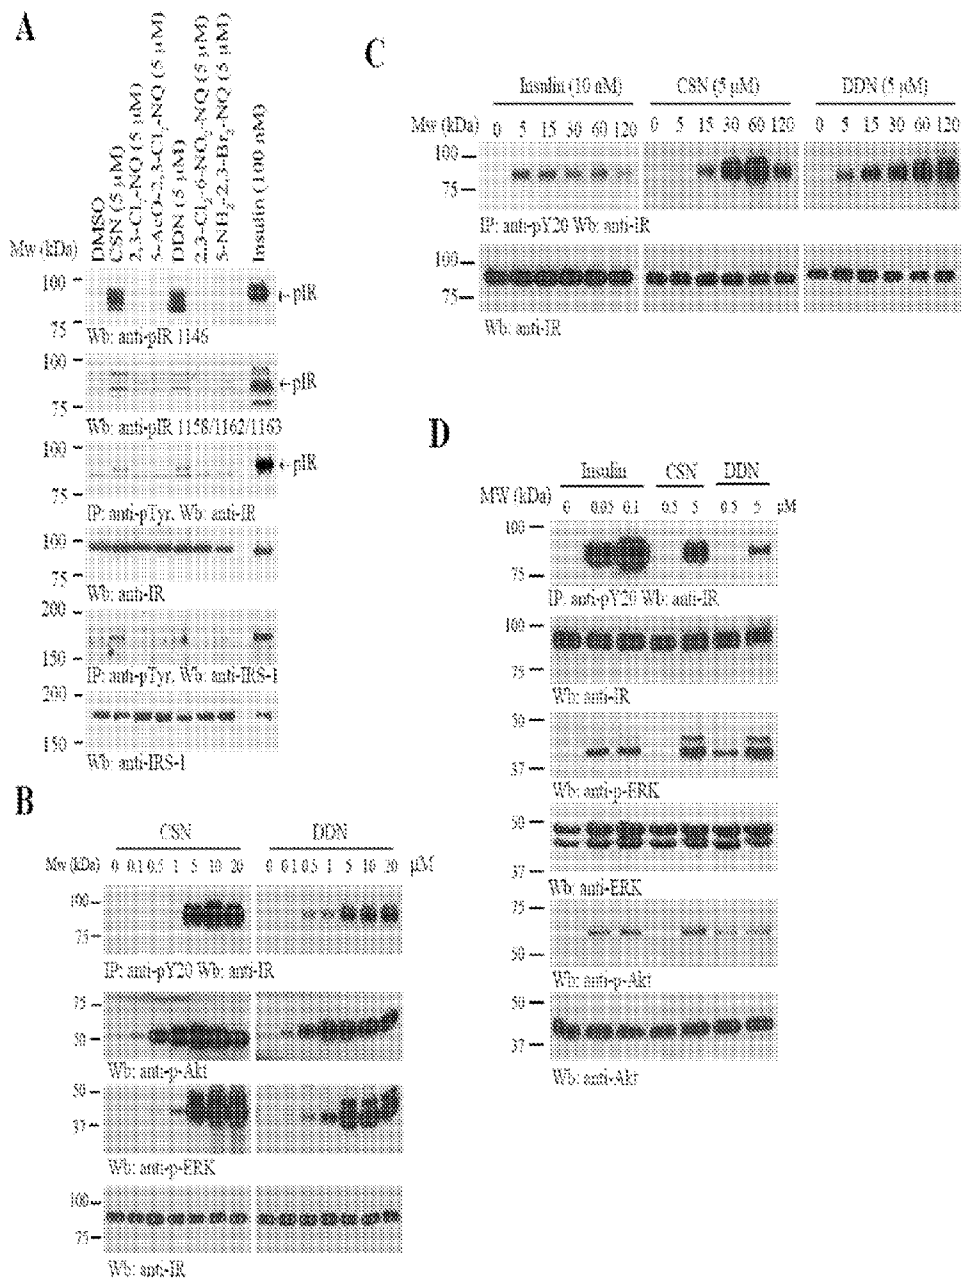 A
DMSO
CSN (5 μM)
2,3-Cl₂-NQ (5 μM)
5-AcO-2,3-Cl₂-NQ (5 μM)
DDN (5 μM)
2,3-Cl₂-6-NO₂-NQ (5 μM)
5-NH₂-2,3-Br₂-NQ (5 μM)
Insulin (100 nM)
Mw (kDa)
100
←pIR
75
Wb: anti-pIR 1146
100
←pIR
75
Wb: anti-pIR 1158/1162/1163
100
←pIR
75
IP: anti-pTyr, Wb: anti-IR
100
75
Wb: anti-IR
200
150
IP: anti-pTyr, Wb: anti-IRS-1
200
150
Wb: anti-IRS-1
B
CSN DDN
Mw (kDa) 0 0.1 0.5 1 5 10 20 0 0.1 0.5 1 5 10 20 μM
100
75
IP: anti-pY20 Wb: anti-IR
75
50
Wb: anti-p-Akt
50
37
Wb: anti-p-ERK
100
75
Wb: anti-IR
C
Insulin (10 nM) CSN (5 μM) DDN (5 μM)
Mw (kDa) 0 5 15 30 60 120 0 5 15 30 60 120 0 5 15 30 60 120
100
75
IP: anti-pY20 Wb: anti-IR
100
75
Wb: anti-IR
D
Insulin CSN DDN
MW (kDa) 0 0.05 0.1 0.5 5 0.5 5 μM
100
75
IP: anti-pY20 Wb: anti-IR
100
75
Wb: anti-IR
50
37
Wb: anti-p-ERK
50
37
Wb: anti-ERK
75
50
Wb: anti-p-Akt
50
37
Wb: anti-Akt